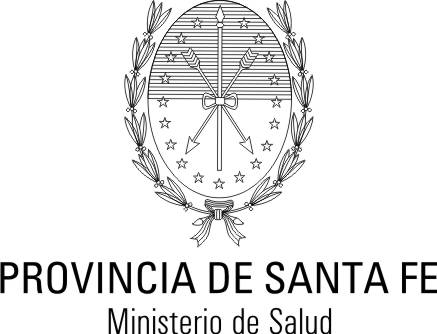 PROVINCIA DE SANTA FE
Ministerio de Salud